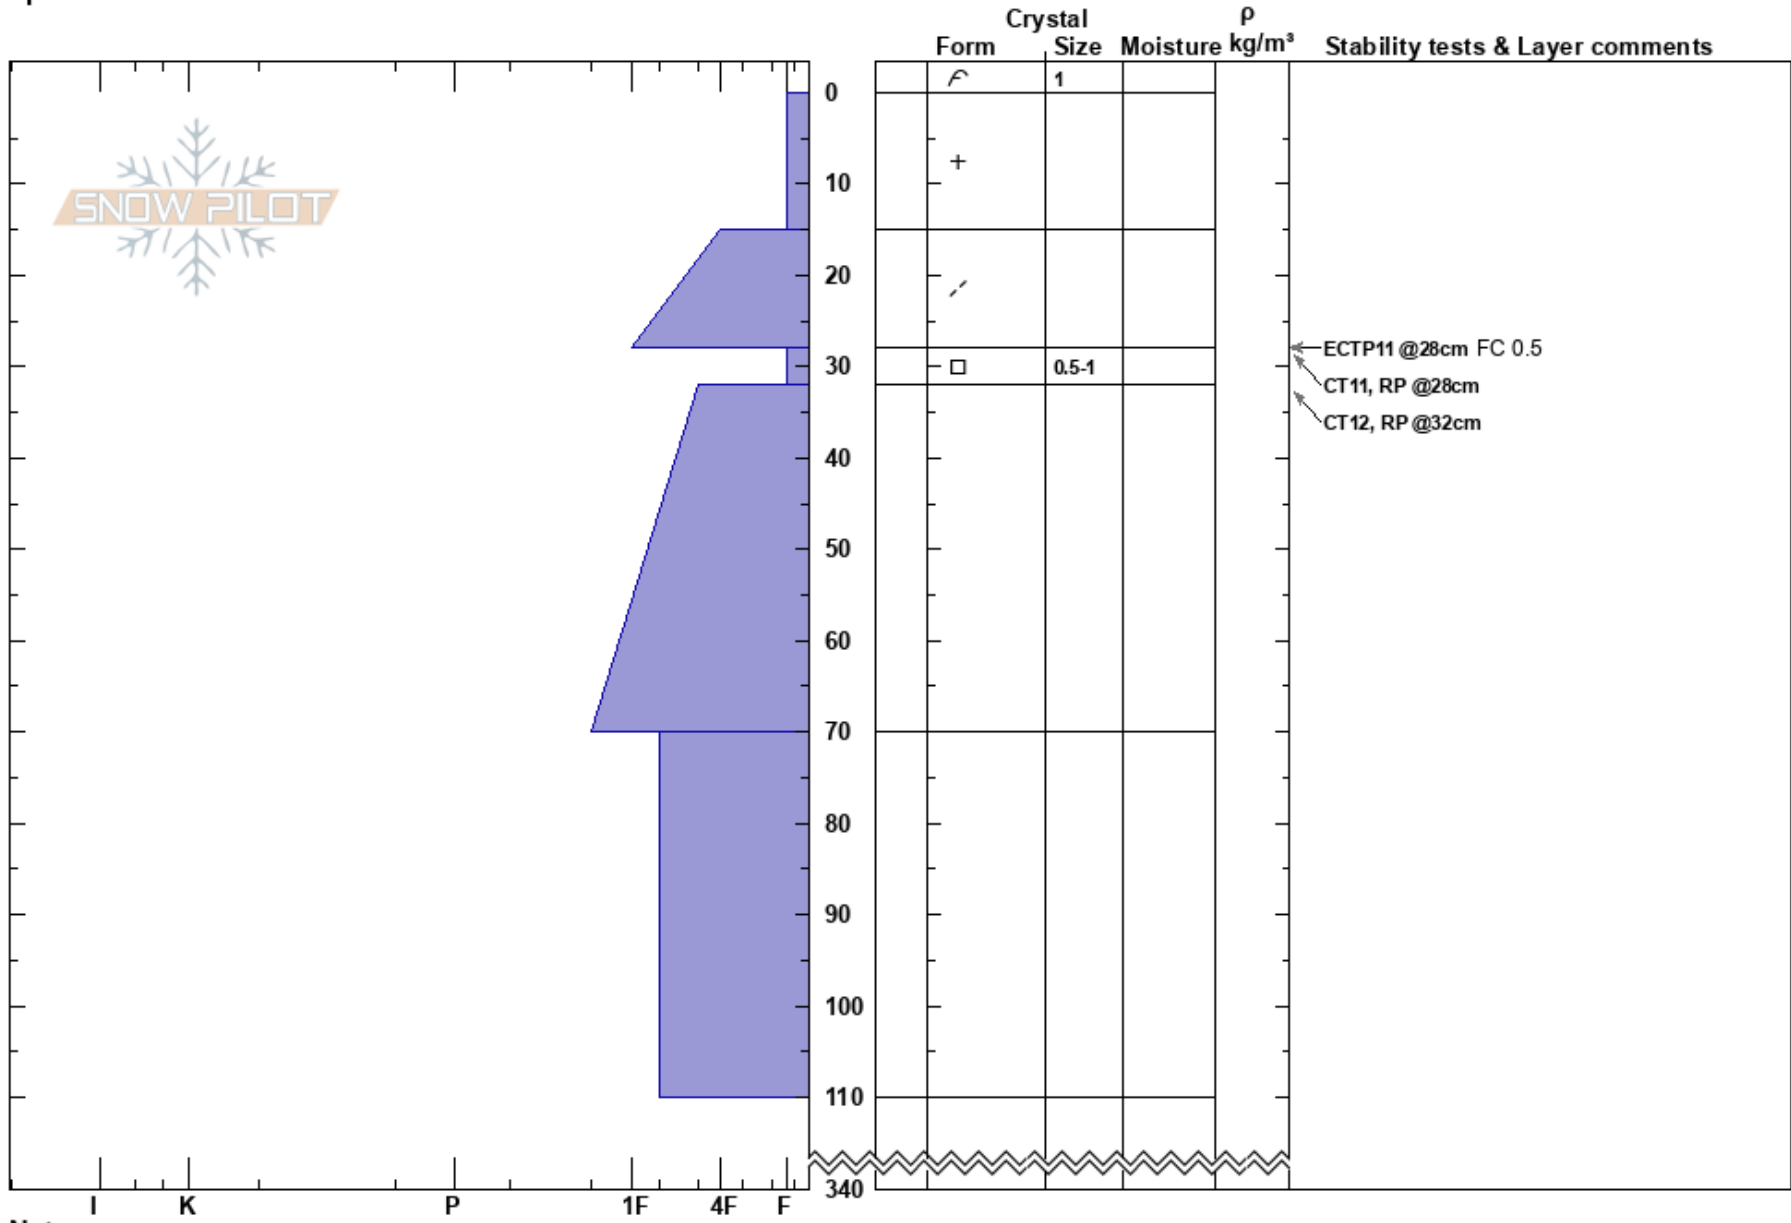 Crystal ρ
Form Size Moisture kg/m³ Stability tests & Layer comments
1
0
10
SNOW PILOT
20
ECTP11 @28cm FC 0.5
30 0.5-1
CT11, RP @28cm
CT12, RP @32cm
40
50
60
70
80
90
100
110
340
I K P 1F 4F F